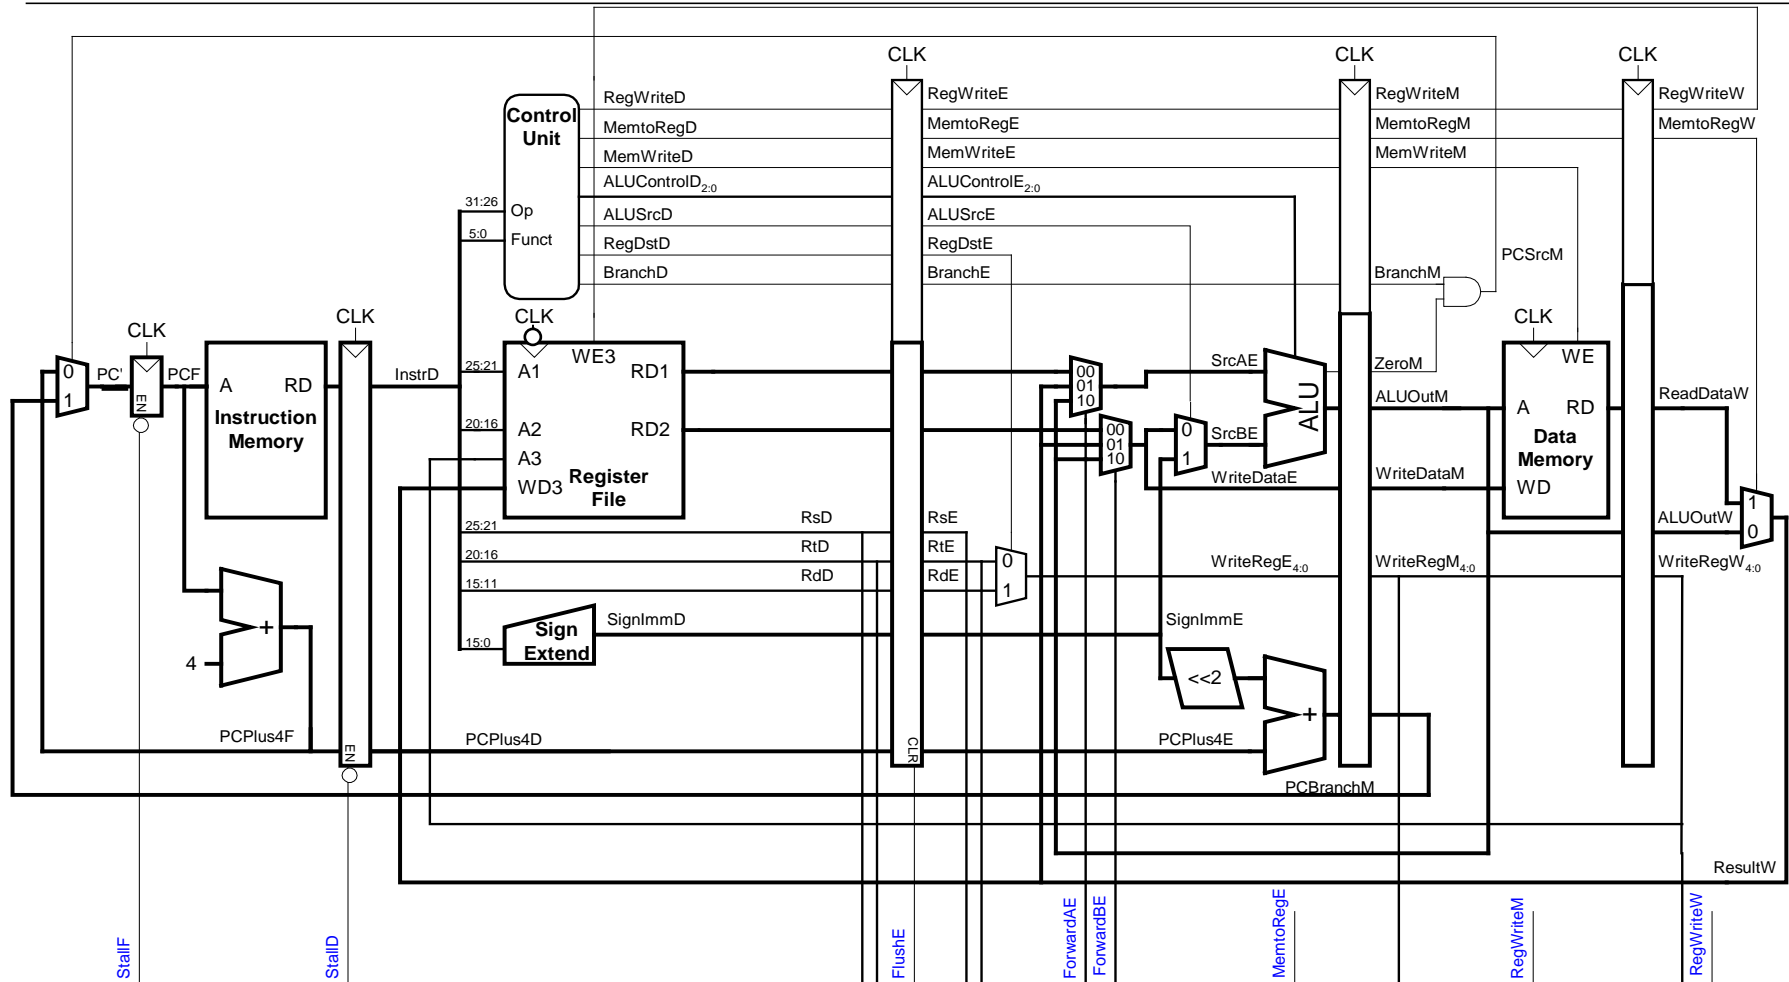 CLK CLK CLK
RegWriteD RegWriteE RegWriteM RegWriteW
Control Unit
MemtoRegD MemtoRegE MemtoRegM MemtoRegW
MemWriteD MemWriteE MemWriteM
ALUControlD2:0 ALUControlE2:0
31:26 Op ALUSrcD ALUSrcE
5:0 Funct RegDstD RegDstE PCSrcM
BranchD BranchE BranchM
CLK CLK CLK CLK
WE3 WE
0 PC' PCF A RD InstrD 25:21 A1 RD1 00 SrcAE ZeroM
1 EN 01 ALU ALUOutM A RD ReadDataW
10
Instruction Memory
20:16 A2 RD2 00 0 SrcBE
01
A3 10 1 Data Memory
WD3 Register File WriteDataE WriteDataM WD
1
25:21 RsD RsE ALUOutW 0
20:16 RtD RtE 0 WriteRegE4:0 WriteRegM4:0 WriteRegW4:0
15:11 RdD RdE 1
+ Sign Extend SignImmD SignImmE
15:0
4 <<2
+
PCPlus4F EN PCPlus4D CLR PCPlus4E
PCBranchM
ResultW
StallF StallD FlushE ForwardAE ForwardBE MemtoRegE RegWriteM RegWriteW